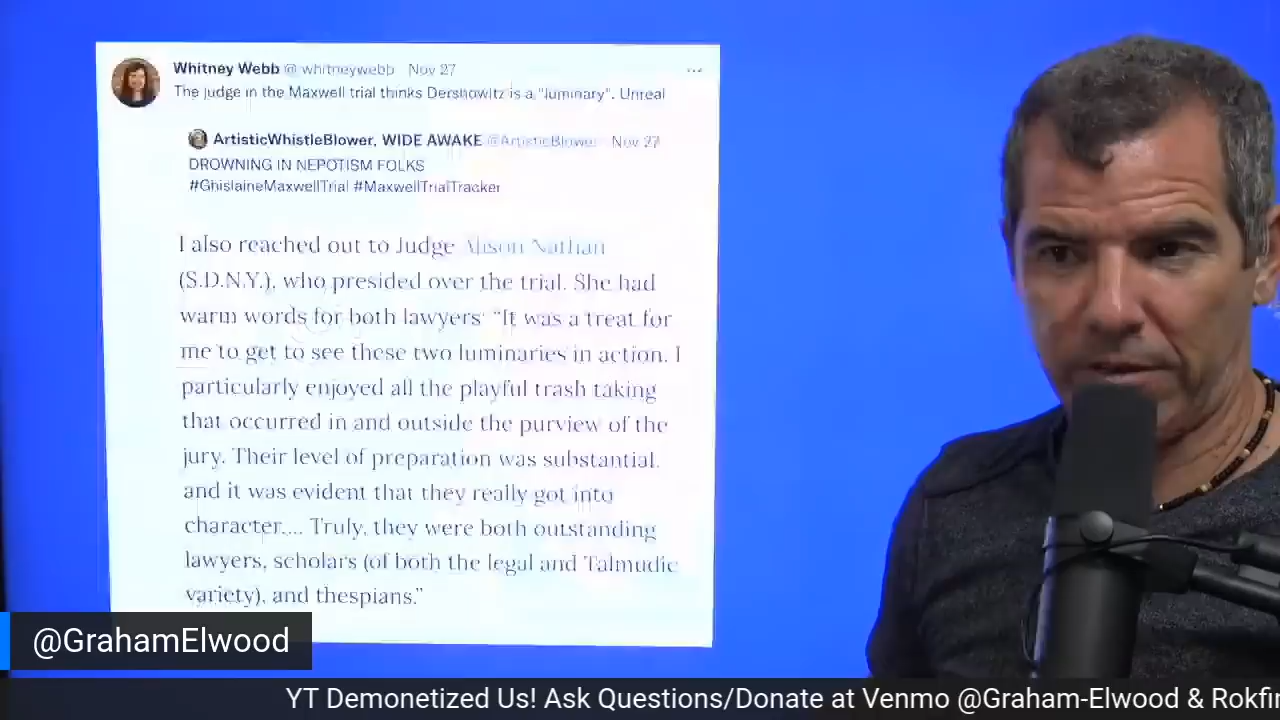 Whitney Webb @whitneywebb Nov 27 ...
The judge in the Maxwell trial thinks Dershowitz is a "luminary". Unreal
ArtisticWhistleBlower, WIDE AWAKE @ArtisticBlower Nov 27
DROWNING IN NEPOTISM FOLKS
#GhislaineMaxwellTrial #MaxwellTrialTracker
I also reached out to Judge Alison Nathan
(S.D.N.Y.), who presided over the trial. She had
warm words for both lawyers: "It was a treat for
me to get to see these two luminaries in action. I
particularly enjoyed all the playful trash taking
that occurred in and outside the purview of the
jury. Their level of preparation was substantial,
and it was evident that they really got into
character.... Truly, they were both outstanding
lawyers, scholars (of both the legal and Talmudic
variety), and thespians."
@GrahamElwood
YT Demonetized Us! Ask Questions/Donate at Venmo @Graham-Elwood & Rokfi